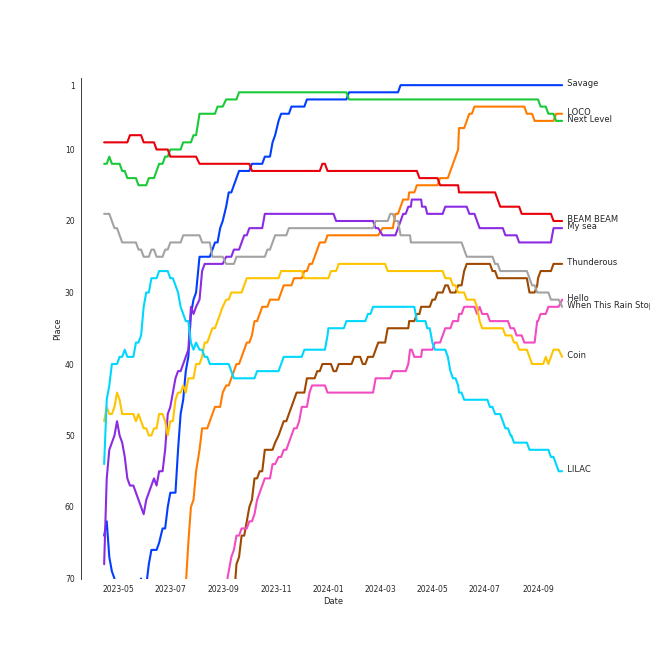 1
10
20
30
40
50
60
70
Place
2023-05 2023-07 2023-09 2023-11 2024-01 2024-03 2024-05 2024-07 2024-09
Date
Savage
LOCO
Next Level
BEAM BEAM
My sea
Thunderous
Hello
When This Rain Stop
Coin
LILAC